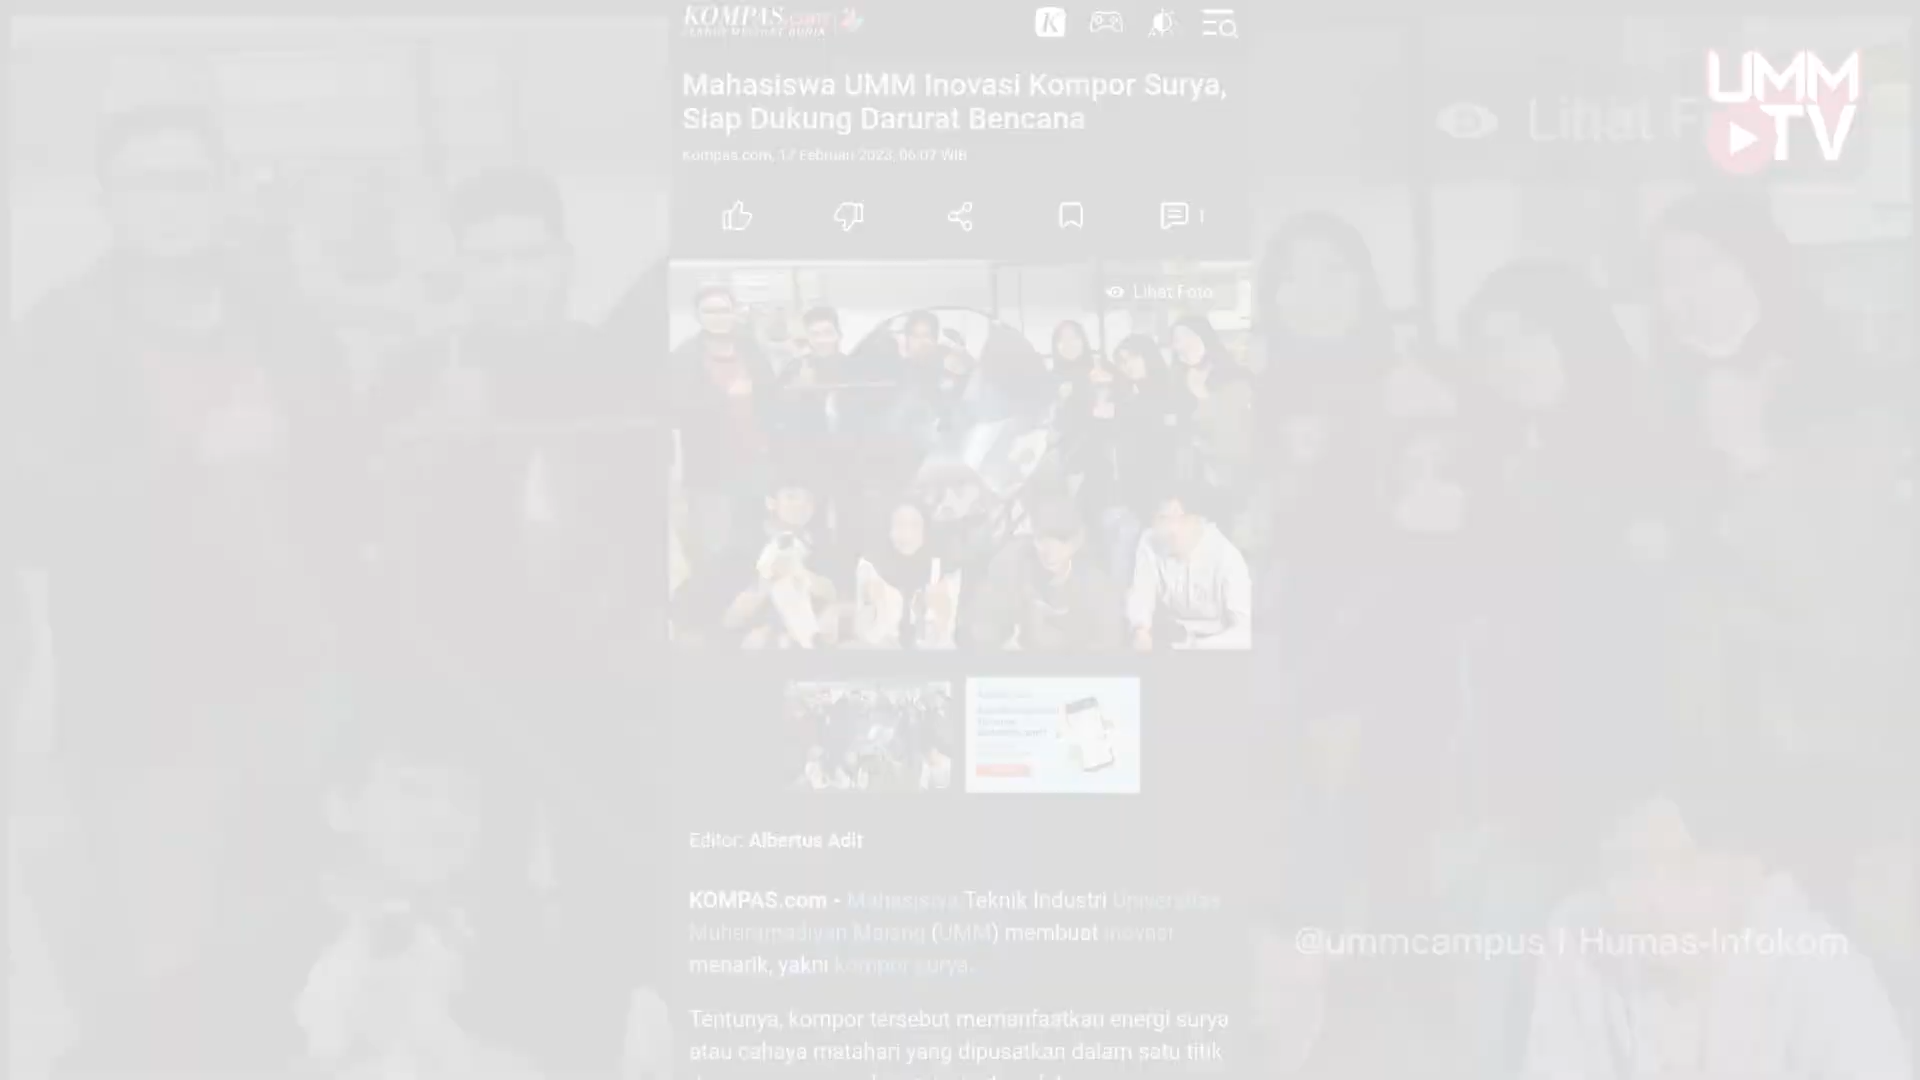 KOMPAS.com
UMM
TV
Mahasiswa UMM Inovasi Kompor Surya,
Siap Dukung Darurat Bencana
Kompas.com, 17 Februari 2023, 06:07 WIB
1
Lihat Foto
Lihat F
Editor: Albertus Adit
KOMPAS.com - Mahasiswa Teknik Industri Universitas
Muhammadiyah Malang (UMM) membuat inovasi
menarik, yakni kompor surya.
@ummcampus | Humas-Infokom
Tentunya, kompor tersebut memanfaatkan energi surya
atau cahaya matahari yang dipusatkan dalam satu titik